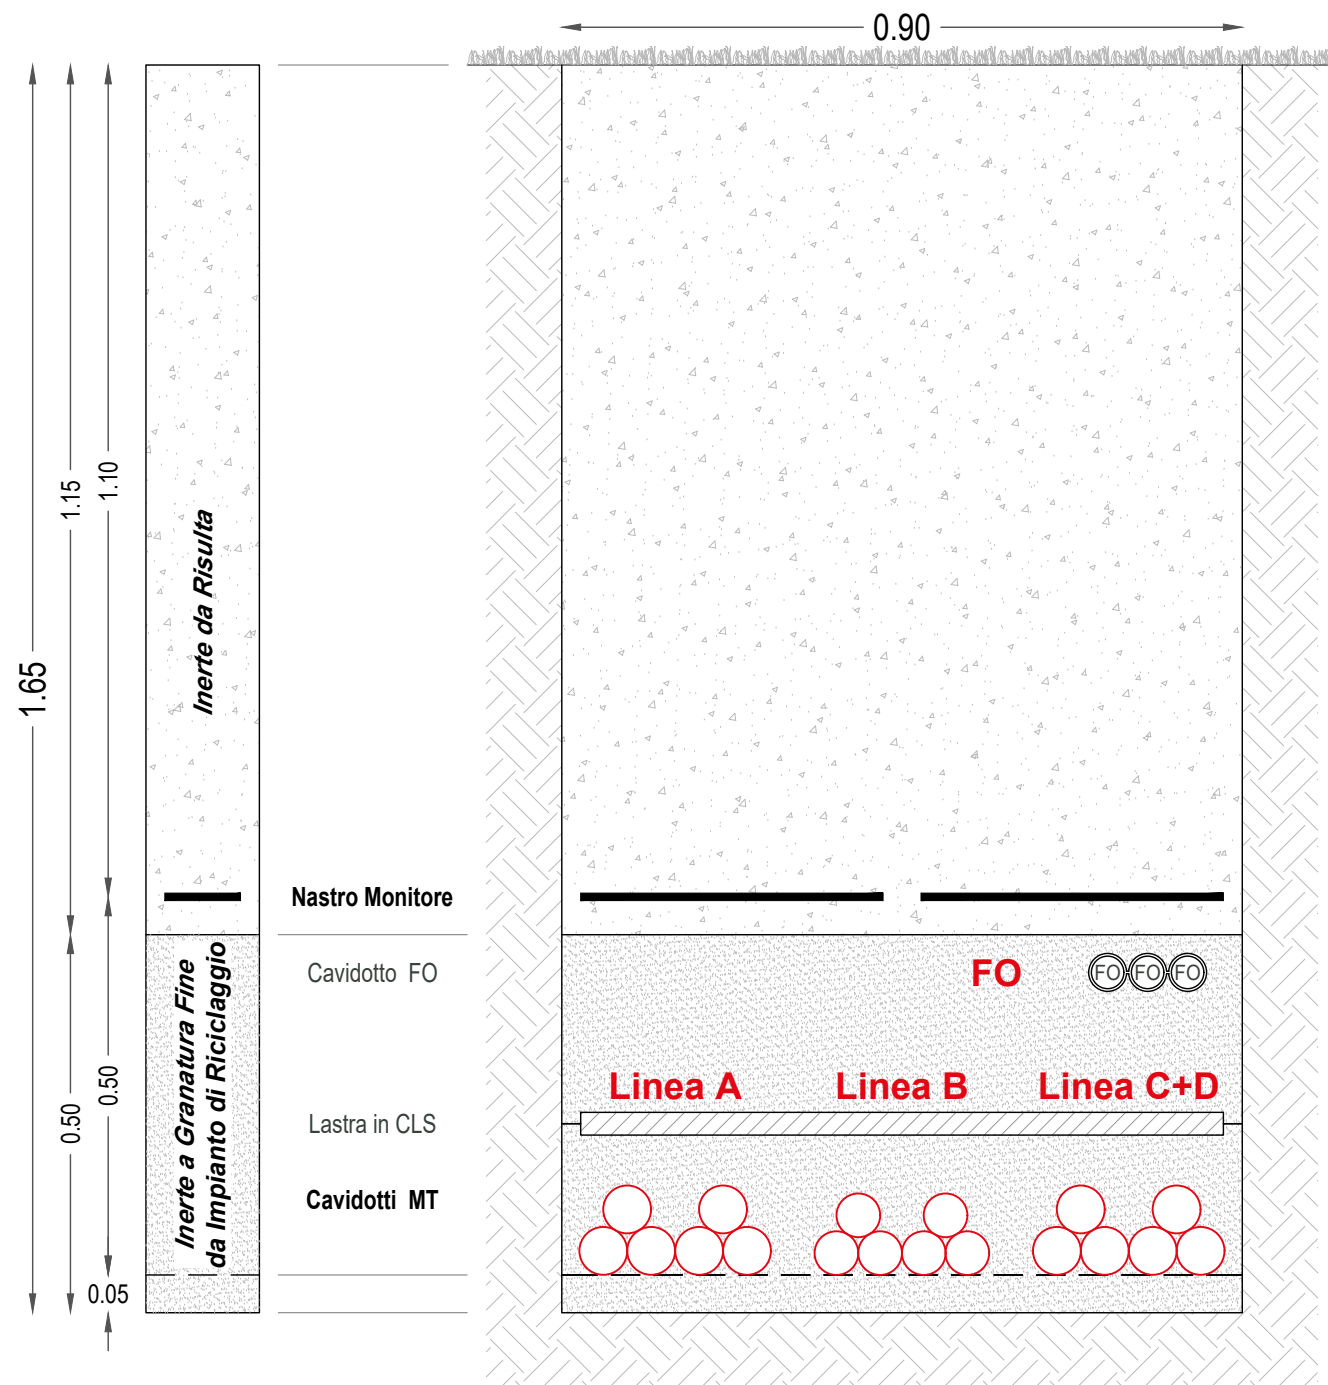 0.90
1.65
1.15
1.10
Inerte da Risulta
Nastro Monitore
Cavidotto FO
FO
FO FO FO
Inerte a Granatura Fine
da Impianto di Riciclaggio
0.50
0.50
Linea A Linea B Linea C+D
Lastra in CLS
Cavidotti MT
0.05